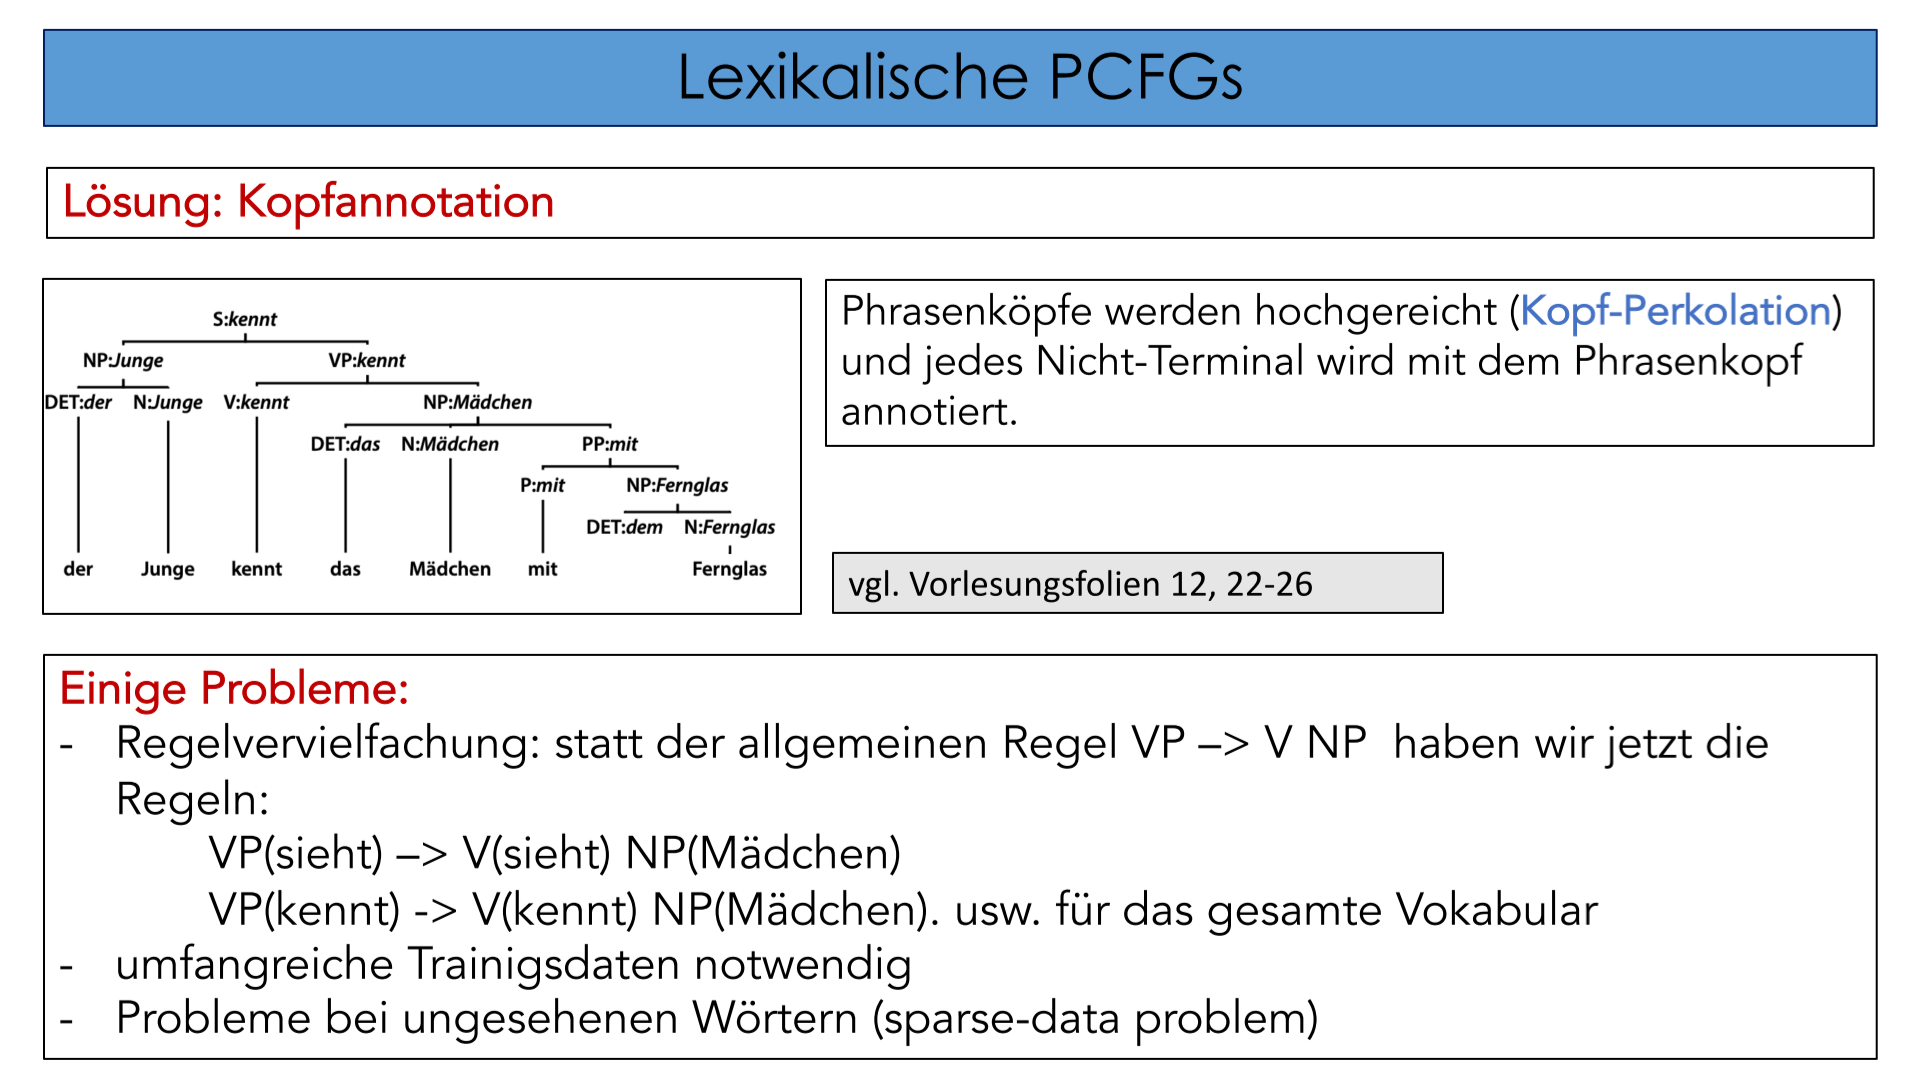 Lexikalische PCFGs
Lösung: Kopfannotation
S:kennt
NP:Junge VP:kennt
DET:der N:Junge V:kennt NP:Mädchen
DET:das N:Mädchen PP:mit
P:mit NP:Fernglas
DET:dem N:Fernglas
der Junge kennt das Mädchen mit Fernglas
Phrasenköpfe werden hochgereicht (Kopf-Perkolation)
und jedes Nicht-Terminal wird mit dem Phrasenkopf
annotiert.
vgl. Vorlesungsfolien 12, 22-26
Einige Probleme:
- Regelvervielfachung: statt der allgemeinen Regel VP –> V NP haben wir jetzt die
Regeln:
VP(sieht) –> V(sieht) NP(Mädchen)
VP(kennt) -> V(kennt) NP(Mädchen). usw. für das gesamte Vokabular
- umfangreiche Trainigsdaten notwendig
- Probleme bei ungesehenen Wörtern (sparse-data problem)